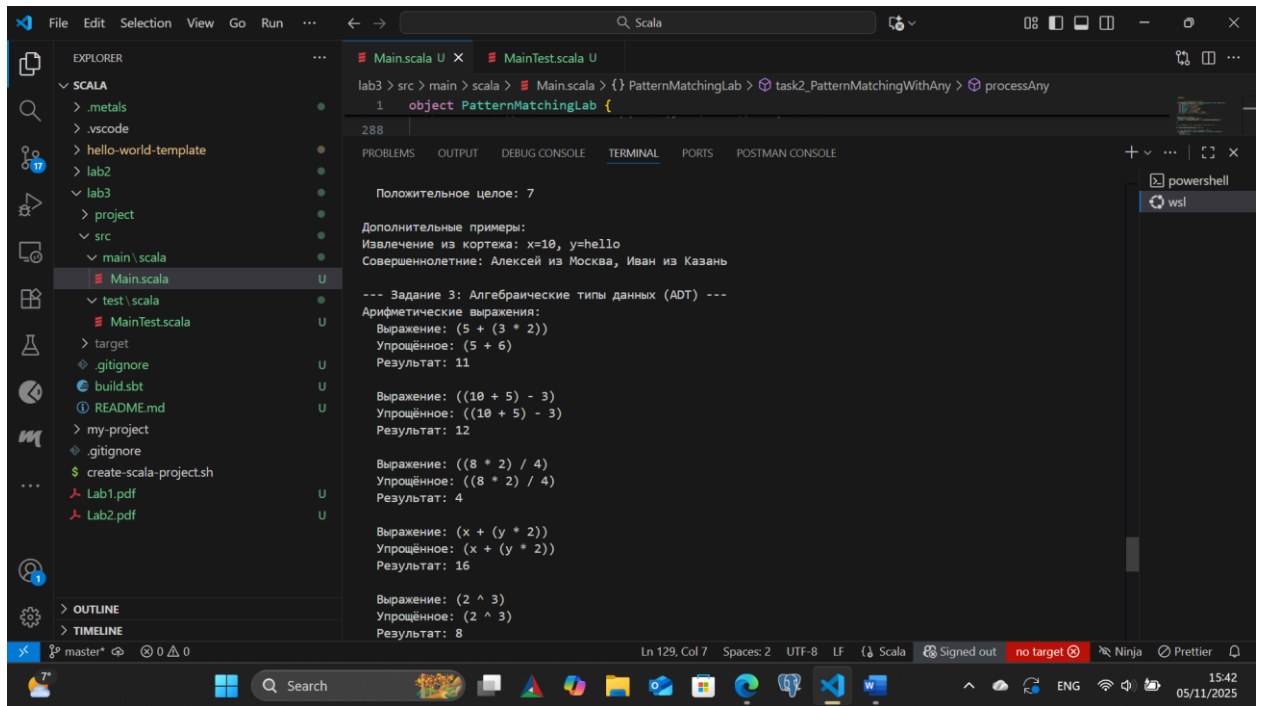 File Edit Selection View Go Run ···
Scala
EXPLORER ···
SCALA
.metals
.vscode
hello-world-template
lab2
lab3
project
src
main\scala
Main.scala U
test\scala
MainTest.scala U
target
.gitignore U
build.sbt U
README.md U
my-project
.gitignore
create-scala-project.sh
Lab1.pdf U
Lab2.pdf U
OUTLINE
TIMELINE
17
1
Main.scala U MainTest.scala U
lab3 > src > main > scala > Main.scala > {} PatternMatchingLab > task2_PatternMatchingWithAny > processAny
1 object PatternMatchingLab {
288
PROBLEMS OUTPUT DEBUG CONSOLE TERMINAL PORTS POSTMAN CONSOLE
powershell
wsl
Положительное целое: 7
Дополнительные примеры:
Извлечение из кортежа: x=10, y=hello
Совершеннолетние: Алексей из Москва, Иван из Казань
--- Задание 3: Алгебраические типы данных (ADT) ---
Арифметические выражения:
Выражение: (5 + (3 * 2))
Упрощённое: (5 + 6)
Результат: 11
Выражение: ((10 + 5) - 3)
Упрощённое: ((10 + 5) - 3)
Результат: 12
Выражение: ((8 * 2) / 4)
Упрощённое: ((8 * 2) / 4)
Результат: 4
Выражение: (x + (y * 2))
Упрощённое: (x + (y * 2))
Результат: 16
Выражение: (2 ^ 3)
Упрощённое: (2 ^ 3)
Результат: 8
master* 0 0 Ln 129, Col 7 Spaces: 2 UTF-8 LF Scala Signed out no target Ninja Prettier
7°
Search
ENG
15:42
05/11/2025